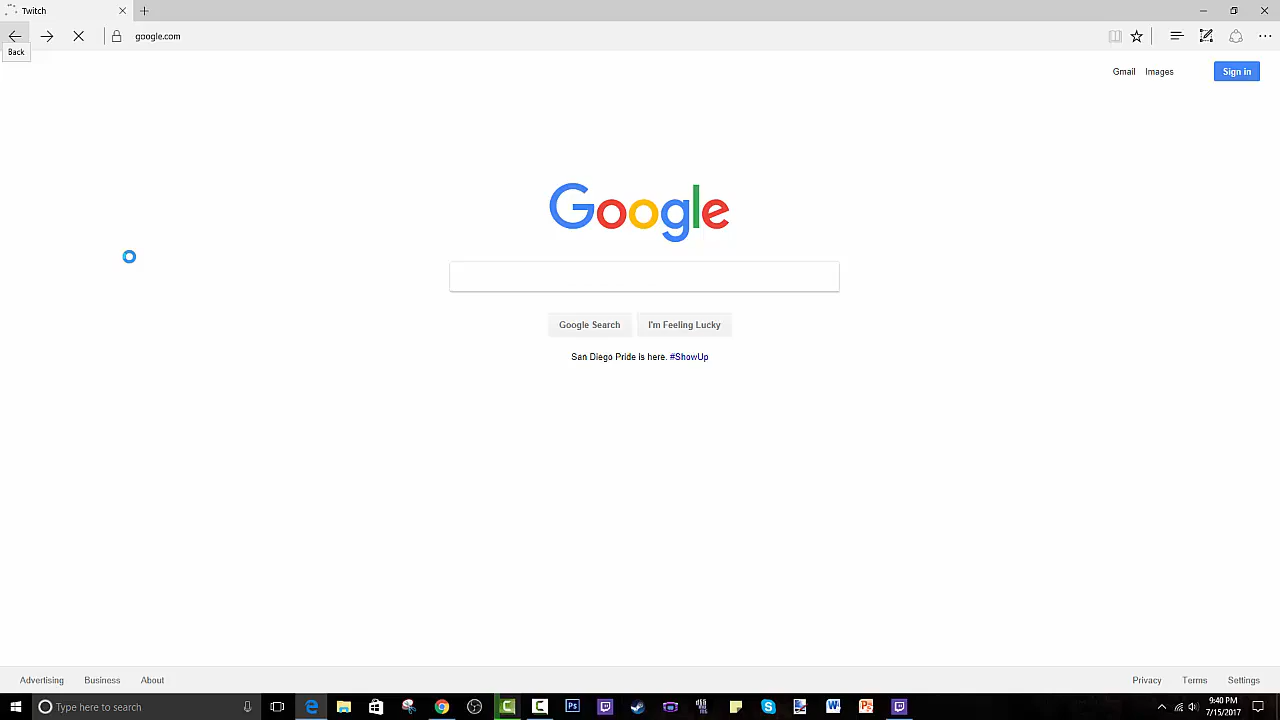 Twitch
google.com
Back
Gmail Images Sign in
Google
Google Search I'm Feeling Lucky
San Diego Pride is here. #ShowUp
Advertising Business About Privacy Terms Settings
Type here to search
9:40 PM
7/15/2017